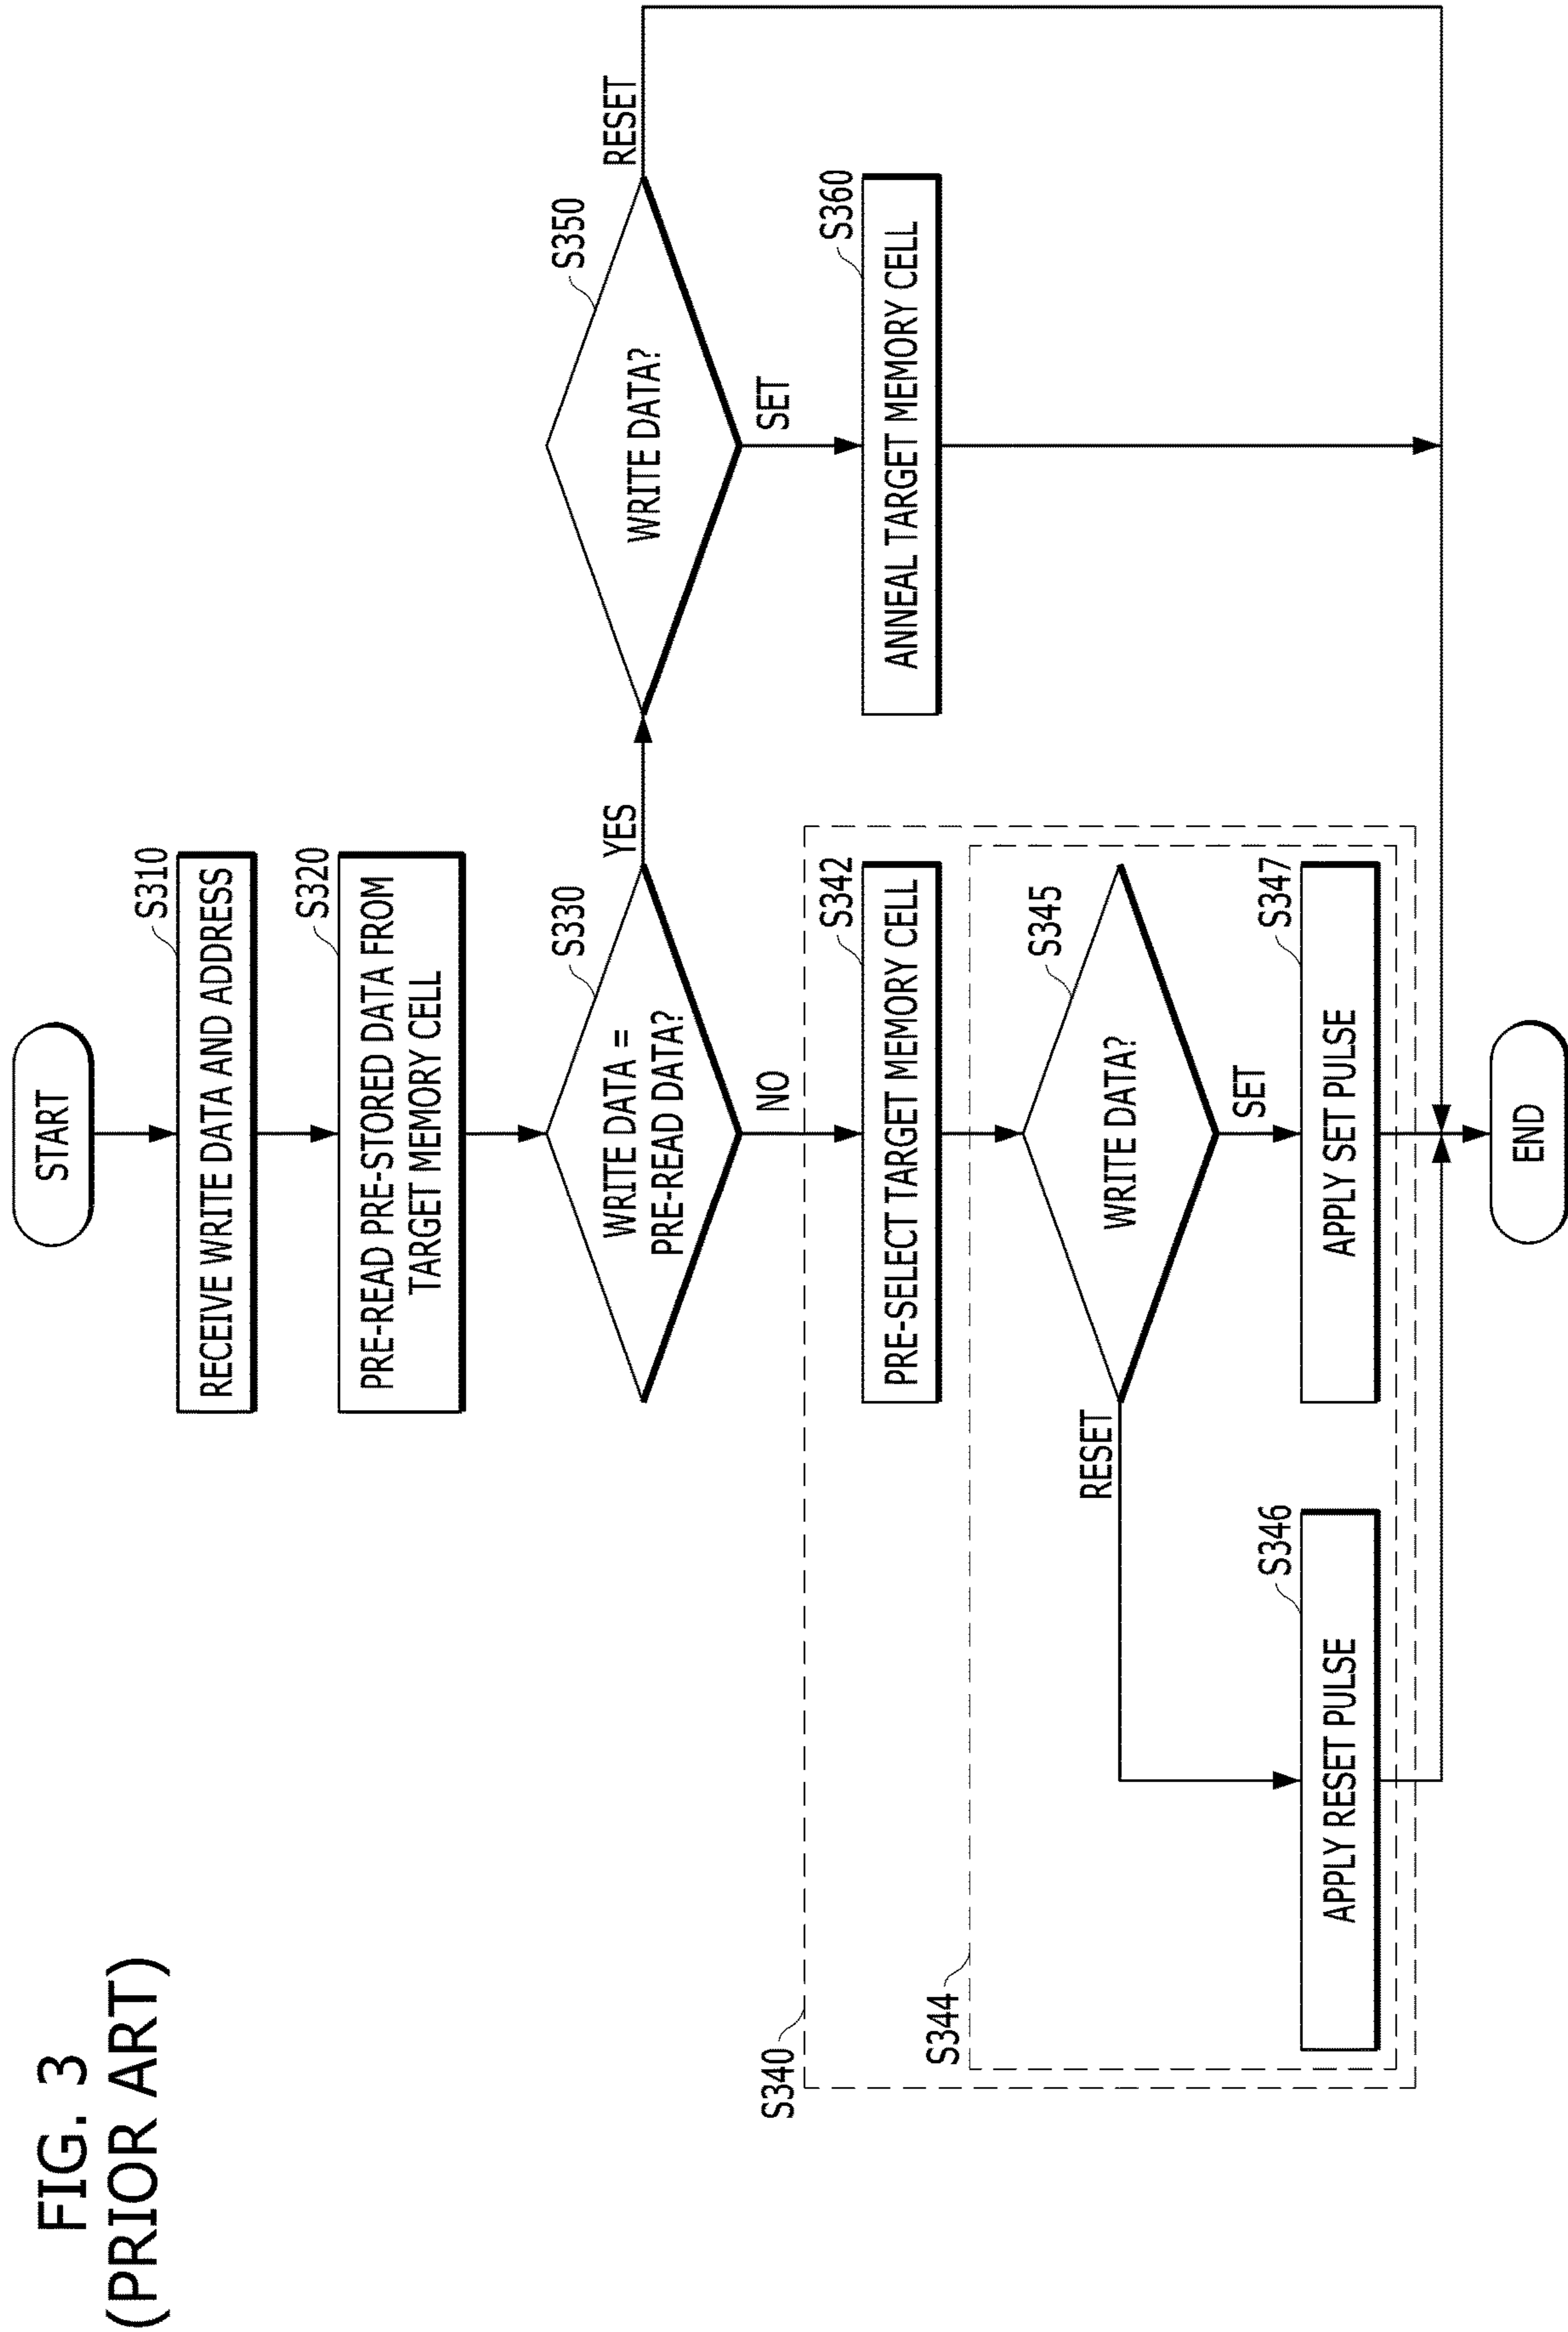 FIG. 3
(PRIOR ART)
START
S310
RECEIVE WRITE DATA AND ADDRESS
S320
PRE-READ PRE-STORED DATA FROM
TARGET MEMORY CELL
S330
WRITE DATA =
PRE-READ DATA?
YES
NO
S350
WRITE DATA?
RESET
SET
S360
ANNEAL TARGET MEMORY CELL
S340
S342
PRE-SELECT TARGET MEMORY CELL
S344
S345
WRITE DATA?
RESET
SET
S346
APPLY RESET PULSE
S347
APPLY SET PULSE
END